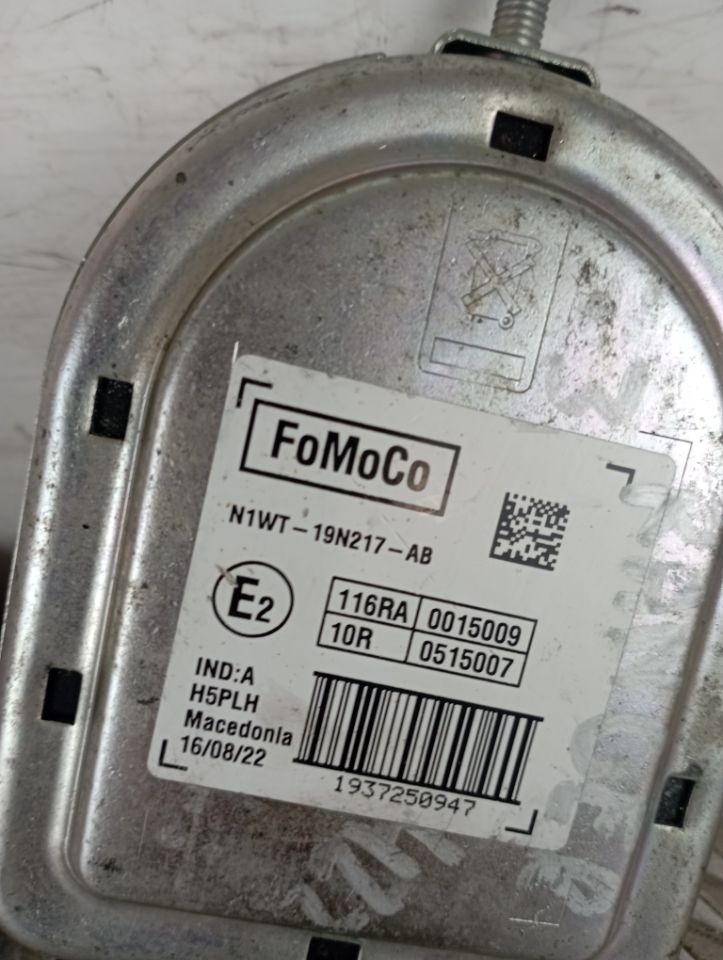 FoMoCo
N1WT-19N217-AB
E2
116RA 0015009
10R 0515007
IND:A
H5PLH
Macedonia
16/08/22
1937250947